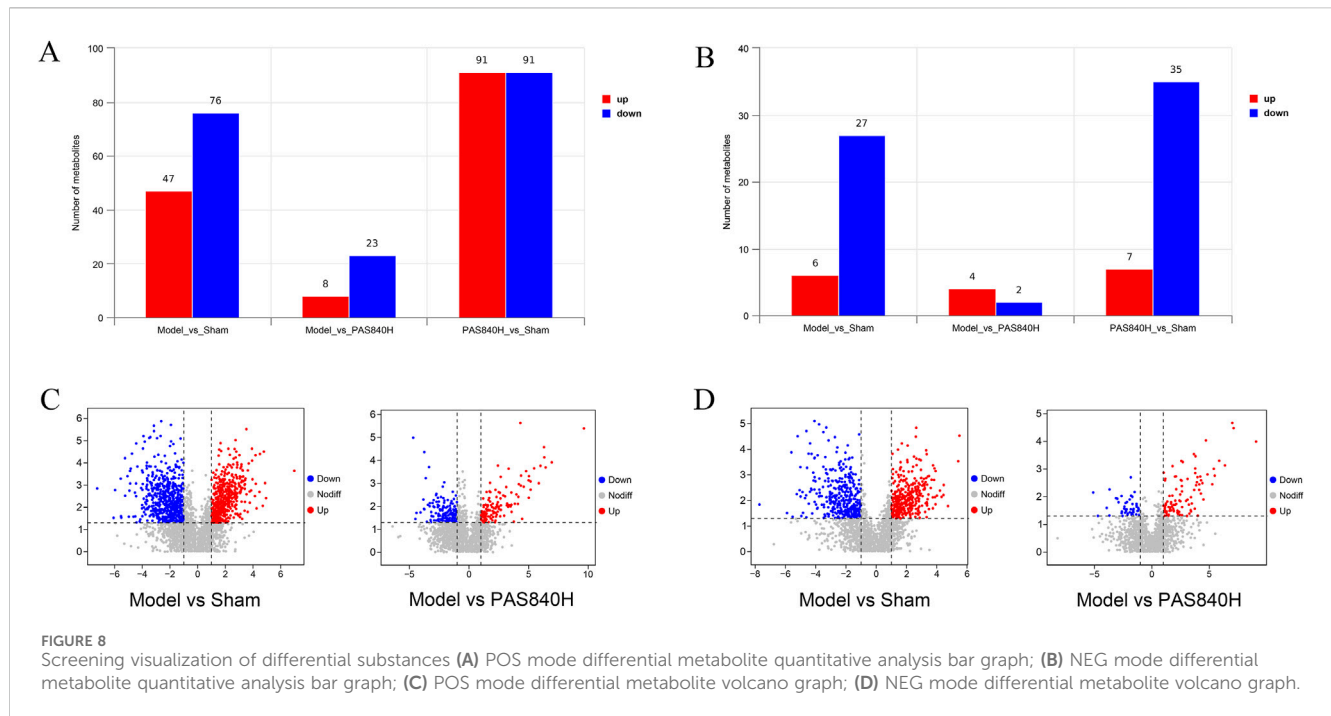 A
100
80
60
40
20
0
Number of metabolites
47
76
8
23
91
91
Model_vs_Sham
Model_vs_PAS840H
PAS840H_vs_Sham
up
down
B
40
30
20
10
0
Number of metabolites
6
27
4
2
7
35
Model_vs_Sham
Model_vs_PAS840H
PAS840H_vs_Sham
up
down
C
6
5
4
3
2
1
0
−6 −4 −2 0 2 4 6
Down
Nodiff
Up
Model vs Sham
6
5
4
3
2
1
0
−5 0 5 10
Down
Nodiff
Up
Model vs PAS840H
D
5
4
3
2
1
0
−8 −6 −4 −2 0 2 4 6
Down
Nodiff
Up
Model vs Sham
5
4
3
2
1
0
−5 0 5
Down
Nodiff
Up
Model vs PAS840H
FIGURE 8
Screening visualization of differential substances (A) POS mode differential metabolite quantitative analysis bar graph; (B) NEG mode differential
metabolite quantitative analysis bar graph; (C) POS mode differential metabolite volcano graph; (D) NEG mode differential metabolite volcano graph.